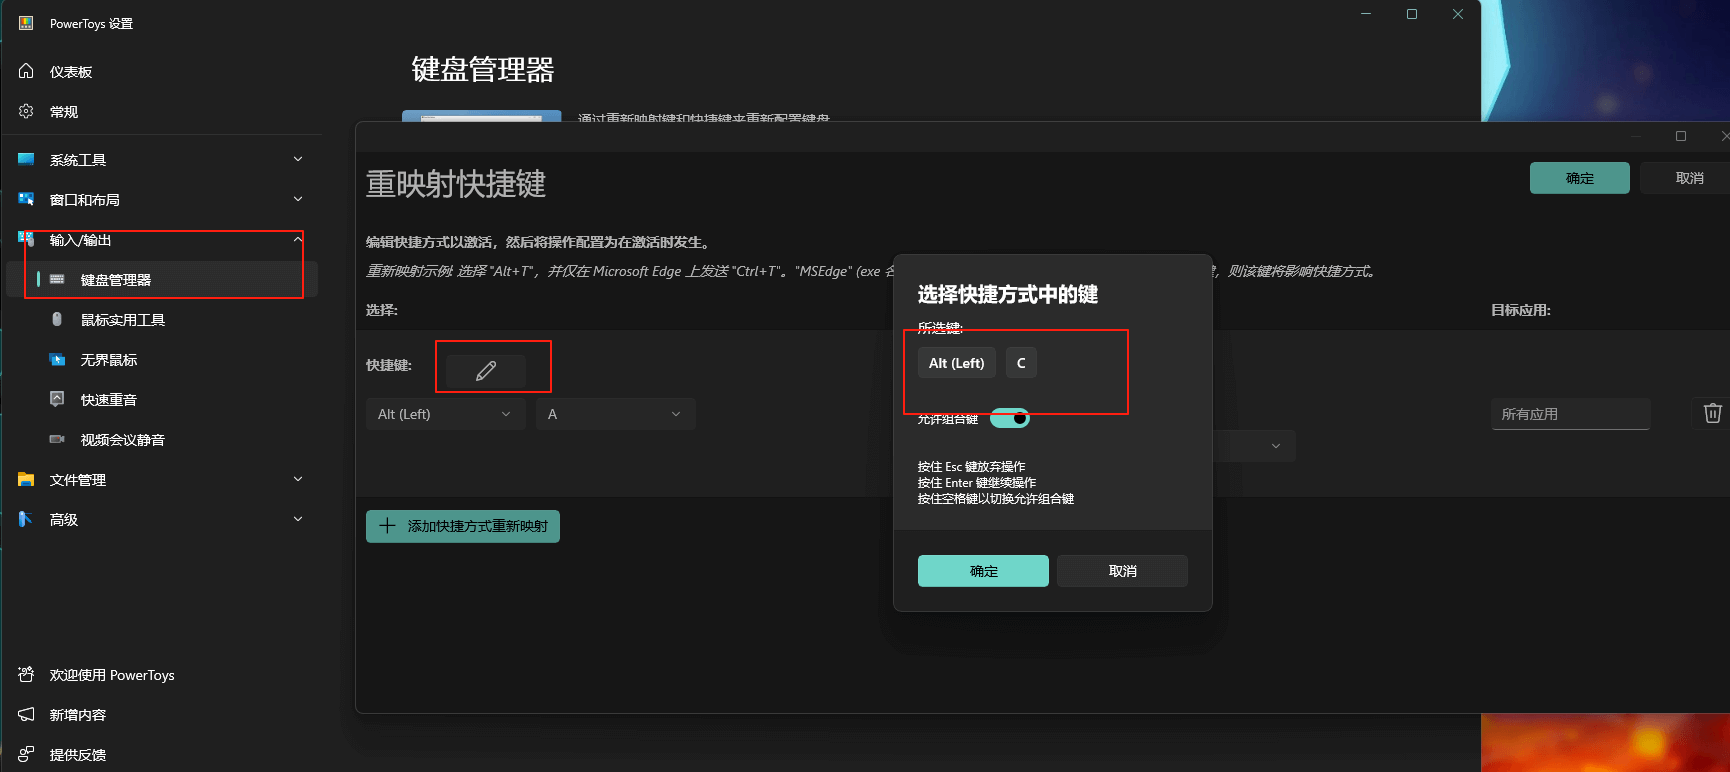 PowerToys 设置
仪表板
常规
系统工具
窗口和布局
输入/输出
键盘管理器
鼠标实用工具
无界鼠标
快速重音
视频会议静音
文件管理
高级
欢迎使用 PowerToys
新增内容
提供反馈
键盘管理器
通过重新映射键和快捷键来重新配置键盘
重映射快捷键
确定
取消
编辑快捷方式以激活，然后将操作配置为在激活时发生。
重新映射示例: 选择 "Alt+T"，并仅在 Microsoft Edge 上发送 "Ctrl+T"。"MSEdge" (exe 名
键，则该键将影响快捷方式。
选择:
目标应用:
快捷键:
Alt (Left)
A
所有应用
添加快捷方式重新映射
选择快捷方式中的键
所选键:
Alt (Left)
C
允许组合键
按住 Esc 键放弃操作
按住 Enter 键继续操作
按住空格键以切换允许组合键
确定
取消